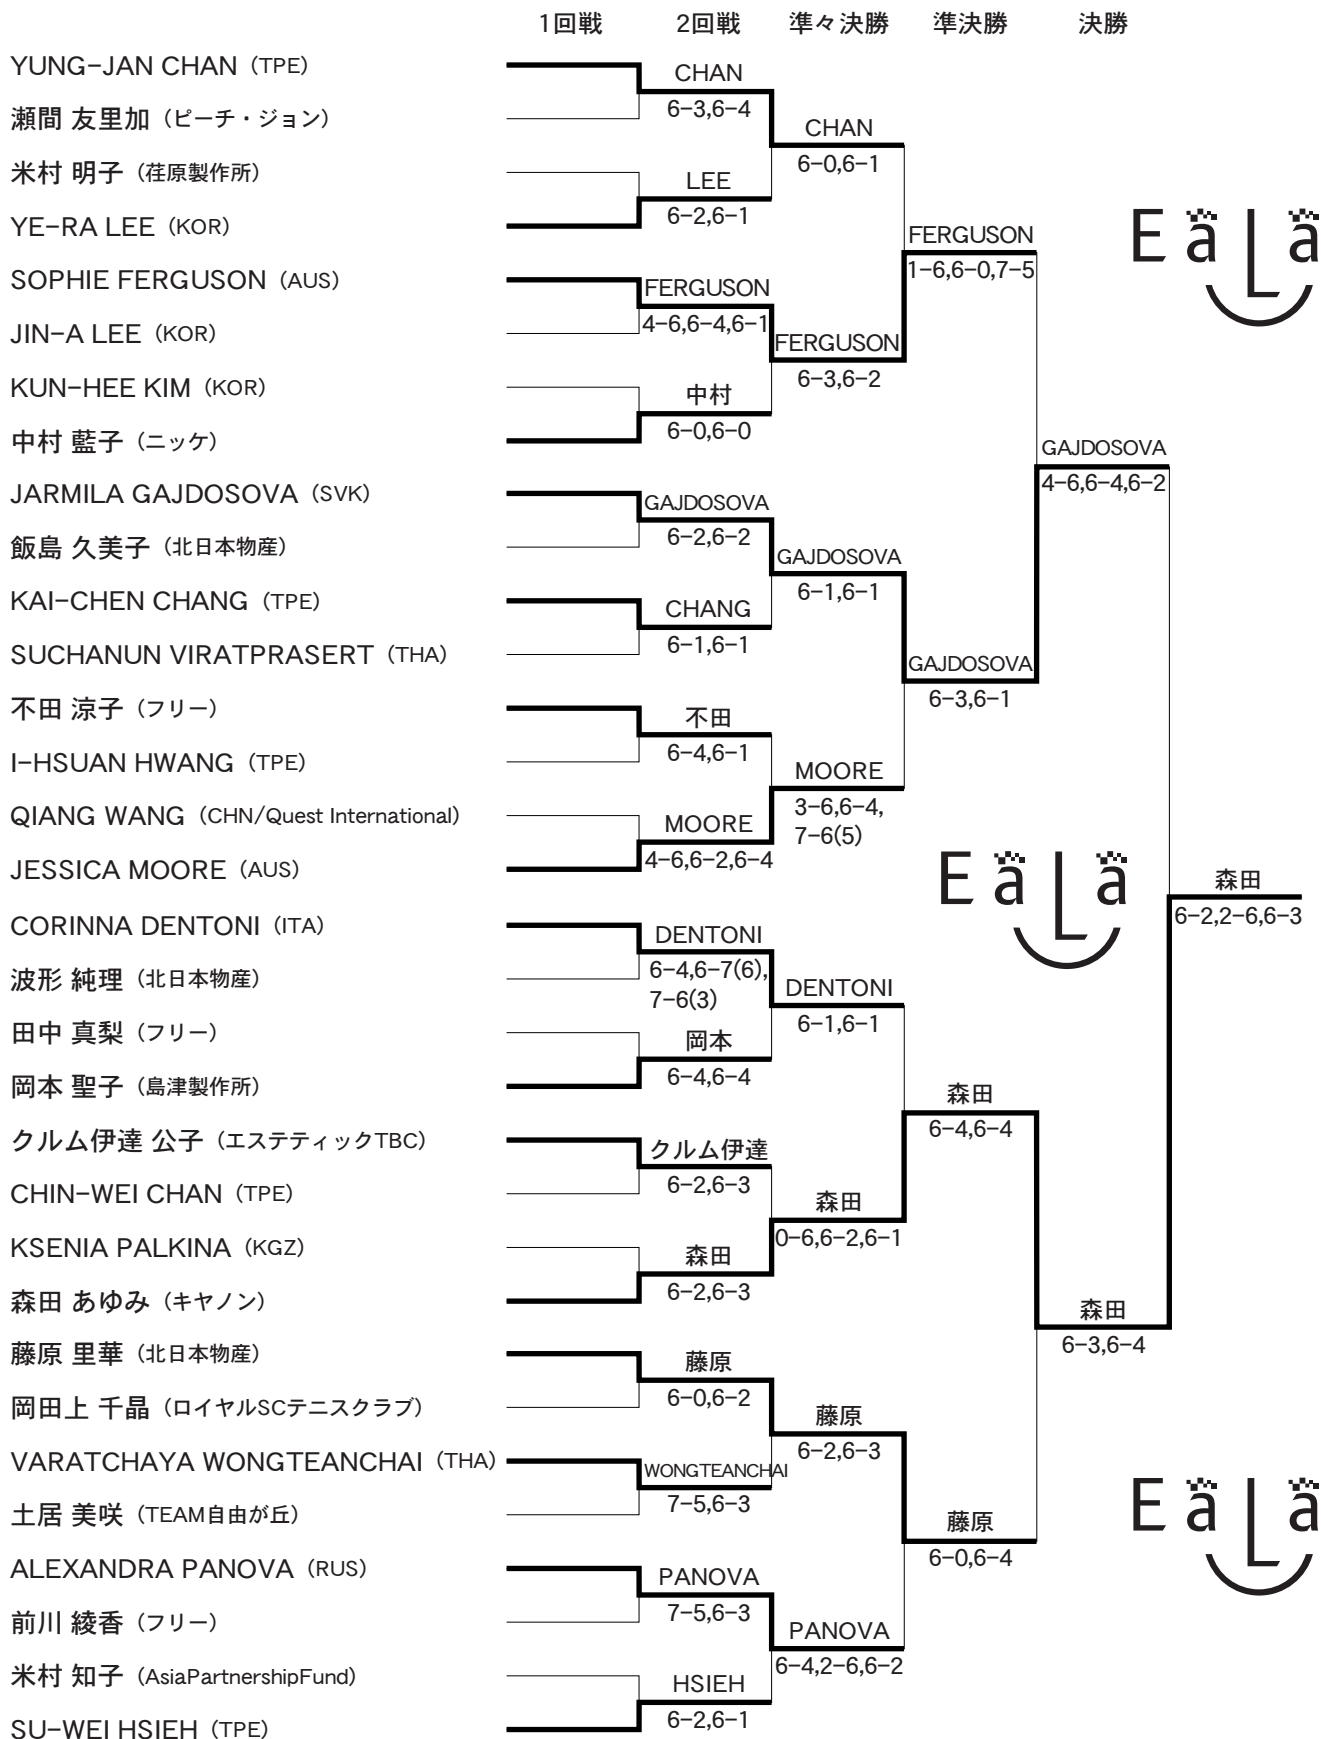 1回戦 2回戦 準々決勝 準決勝 決勝
YUNG-JAN CHAN (TPE)
瀬間 友里加 (ピーチ・ジョン)
米村 明子 (荏原製作所)
YE-RA LEE (KOR)
SOPHIE FERGUSON (AUS)
JIN-A LEE (KOR)
KUN-HEE KIM (KOR)
中村 藍子 (ニッケ)
JARMILA GAJDOSOVA (SVK)
飯島 久美子 (北日本物産)
KAI-CHEN CHANG (TPE)
SUCHANUN VIRATPRASERT (THA)
不田 涼子 (フリー)
I-HSUAN HWANG (TPE)
QIANG WANG (CHN/Quest International)
JESSICA MOORE (AUS)
CORINNA DENTONI (ITA)
波形 純理 (北日本物産)
田中 真梨 (フリー)
岡本 聖子 (島津製作所)
クルム伊達 公子 (エステティックTBC)
CHIN-WEI CHAN (TPE)
KSENIA PALKINA (KGZ)
森田 あゆみ (キヤノン)
藤原 里華 (北日本物産)
岡田上 千晶 (ロイヤルSCテニスクラブ)
VARATCHAYA WONGTEANCHAI (THA)
土居 美咲 (TEAM自由が丘)
ALEXANDRA PANOVA (RUS)
前川 綾香 (フリー)
米村 知子 (AsiaPartnershipFund)
SU-WEI HSIEH (TPE)
CHAN
6-3,6-4
LEE
6-2,6-1
FERGUSON
4-6,6-4,6-1
中村
6-0,6-0
GAJDOSOVA
6-2,6-2
CHANG
6-1,6-1
不田
6-4,6-1
MOORE
4-6,6-2,6-4
DENTONI
6-4,6-7(6),
7-6(3)
岡本
6-4,6-4
クルム伊達
6-2,6-3
森田
6-2,6-3
藤原
6-0,6-2
WONGTEANCHAI
7-5,6-3
PANOVA
7-5,6-3
HSIEH
6-2,6-1
CHAN
6-0,6-1
FERGUSON
6-3,6-2
GAJDOSOVA
6-1,6-1
MOORE
3-6,6-4,
7-6(5)
DENTONI
6-1,6-1
森田
0-6,6-2,6-1
藤原
6-2,6-3
PANOVA
6-4,2-6,6-2
FERGUSON
1-6,6-0,7-5
GAJDOSOVA
6-3,6-1
森田
6-4,6-4
藤原
6-0,6-4
GAJDOSOVA
4-6,6-4,6-2
森田
6-3,6-4
森田
6-2,2-6,6-3
EäLä
EäLä
EäLä